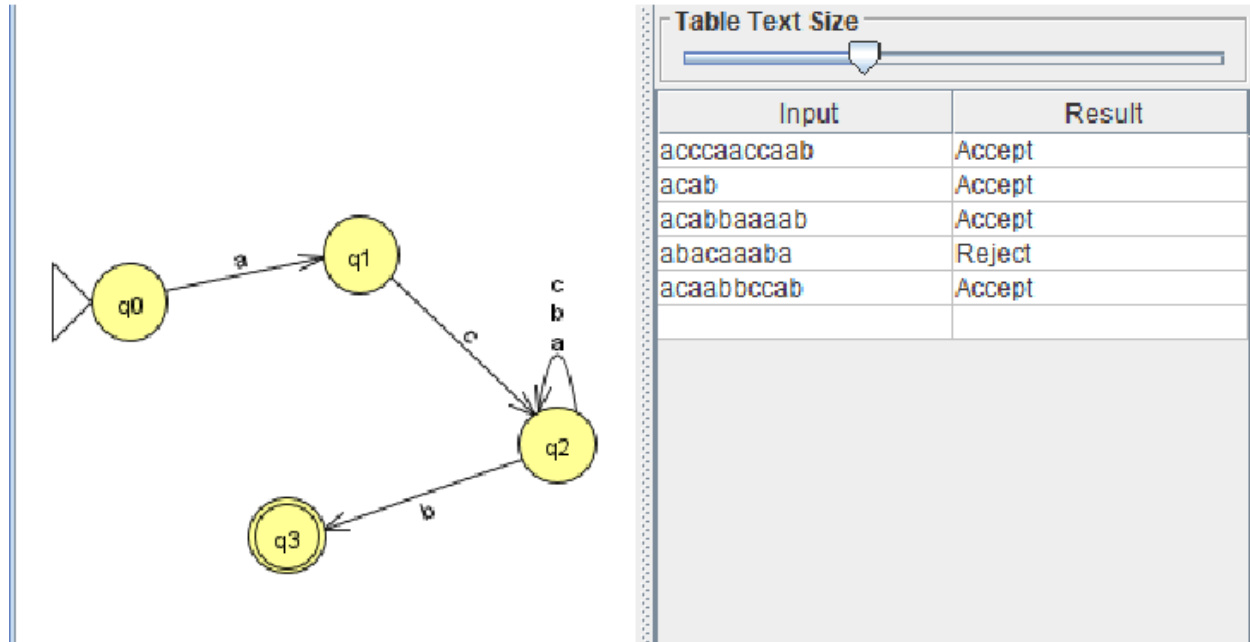 Table Text Size
Input Result
acccaaccaab Accept
acab Accept
acabbaaaab Accept
abacaaaba Reject
acaabbccab Accept
a
q1
q0
c
b
a
c
q2
b
q3